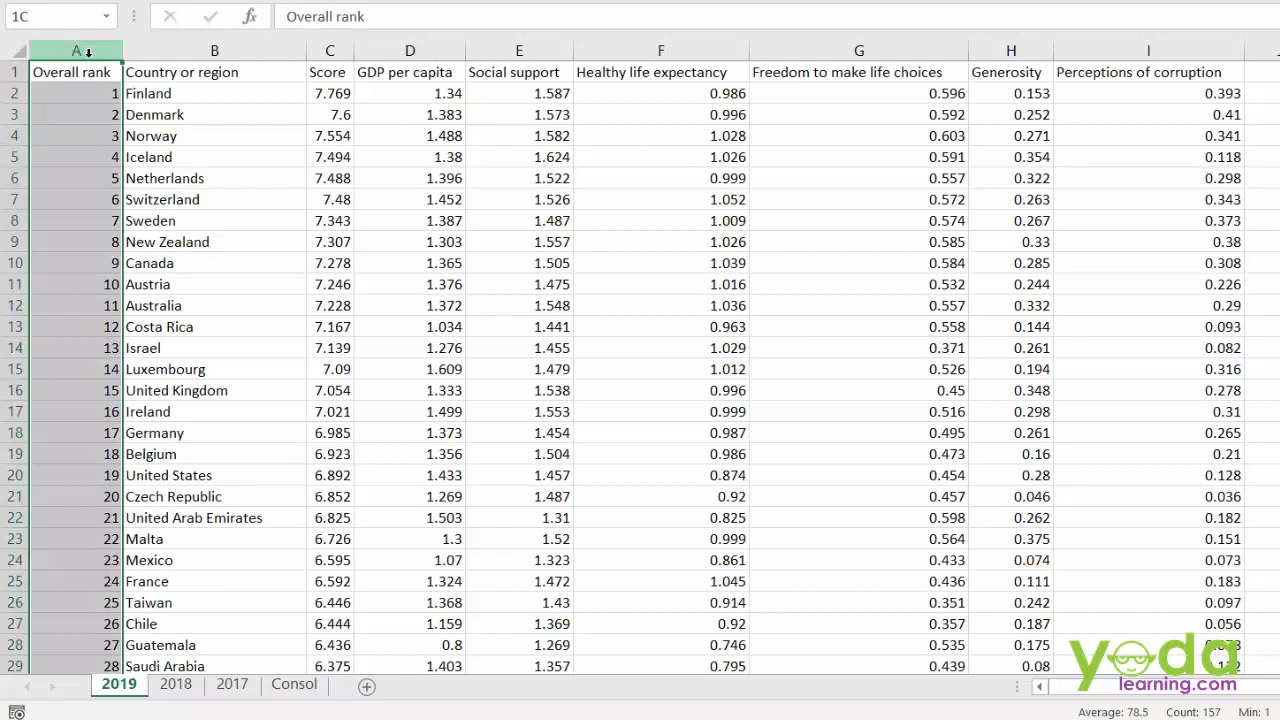 1C fx Overall rank
A B C D E F G H I
1 Overall rank Country or region Score GDP per capita Social support Healthy life expectancy Freedom to make life choices Generosity Perceptions of corruption
2 1 Finland 7.769 1.34 1.587 0.986 0.596 0.153 0.393
3 2 Denmark 7.6 1.383 1.573 0.996 0.592 0.252 0.41
4 3 Norway 7.554 1.488 1.582 1.028 0.603 0.271 0.341
5 4 Iceland 7.494 1.38 1.624 1.026 0.591 0.354 0.118
6 5 Netherlands 7.488 1.396 1.522 0.999 0.557 0.322 0.298
7 6 Switzerland 7.48 1.452 1.526 1.052 0.572 0.263 0.343
8 7 Sweden 7.343 1.387 1.487 1.009 0.574 0.267 0.373
9 8 New Zealand 7.307 1.303 1.557 1.026 0.585 0.33 0.38
10 9 Canada 7.278 1.365 1.505 1.039 0.584 0.285 0.308
11 10 Austria 7.246 1.376 1.475 1.016 0.532 0.244 0.226
12 11 Australia 7.228 1.372 1.548 1.036 0.557 0.332 0.29
13 12 Costa Rica 7.167 1.034 1.441 0.963 0.558 0.144 0.093
14 13 Israel 7.139 1.276 1.455 1.029 0.371 0.261 0.082
15 14 Luxembourg 7.09 1.609 1.479 1.012 0.526 0.194 0.316
16 15 United Kingdom 7.054 1.333 1.538 0.996 0.45 0.348 0.278
17 16 Ireland 7.021 1.499 1.553 0.999 0.516 0.298 0.31
18 17 Germany 6.985 1.373 1.454 0.987 0.495 0.261 0.265
19 18 Belgium 6.923 1.356 1.504 0.986 0.473 0.16 0.21
20 19 United States 6.892 1.433 1.457 0.874 0.454 0.28 0.128
21 20 Czech Republic 6.852 1.269 1.487 0.92 0.457 0.046 0.036
22 21 United Arab Emirates 6.825 1.503 1.31 0.825 0.598 0.262 0.182
23 22 Malta 6.726 1.3 1.52 0.999 0.564 0.375 0.151
24 23 Mexico 6.595 1.07 1.323 0.861 0.433 0.074 0.073
25 24 France 6.592 1.324 1.472 1.045 0.436 0.111 0.183
26 25 Taiwan 6.446 1.368 1.43 0.914 0.351 0.242 0.097
27 26 Chile 6.444 1.159 1.369 0.92 0.357 0.187 0.056
28 27 Guatemala 6.436 0.8 1.269 0.746 0.535 0.175
29 28 Saudi Arabia 6.375 1.403 1.357 0.795 0.439 0.08
yoda
learning.com
2019 2018 2017 Consol
Average: 78.5 Count: 157 Min: 1